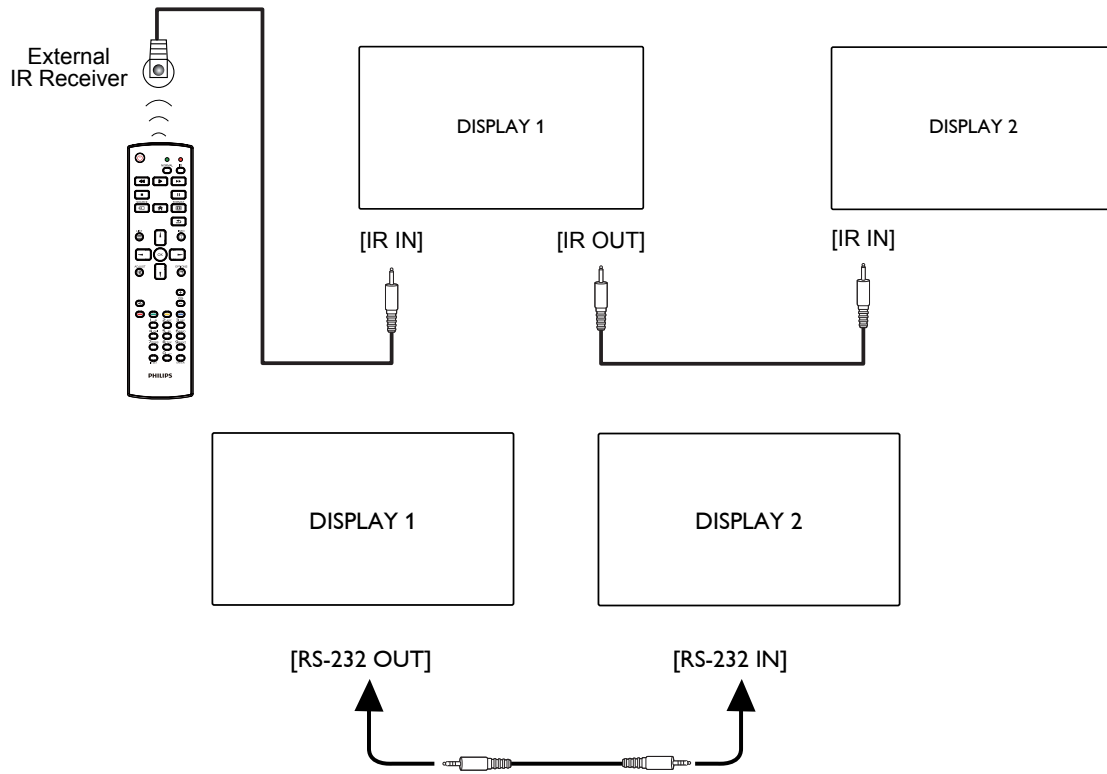 External
IR Receiver
DISPLAY 1
DISPLAY 2
[IR IN]
[IR OUT]
[IR IN]
PHILIPS
DISPLAY 1
DISPLAY 2
[RS-232 OUT]
[RS-232 IN]